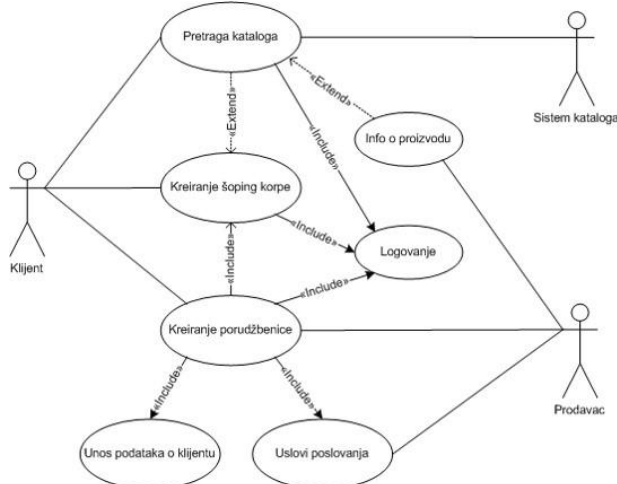 Pretraga kataloga
Sistem kataloga
«Extend»
«Extend»
«Include»
Info o proizvodu
Kreiranje šoping korpe
«Include»
Logovanje
Klijent
«Include»
«Include»
Kreiranje porudžbenice
Prodavac
«Include»
«Include»
Unos podataka o klijentu
Uslovi poslovanja